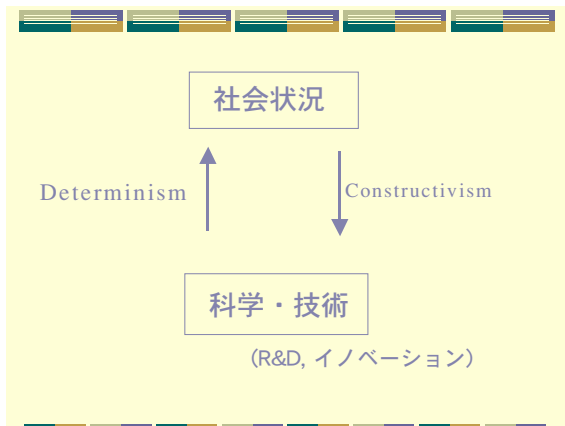 社会状況
Determinism
Constructivism
科学・技術
(R&D, イノベーション)